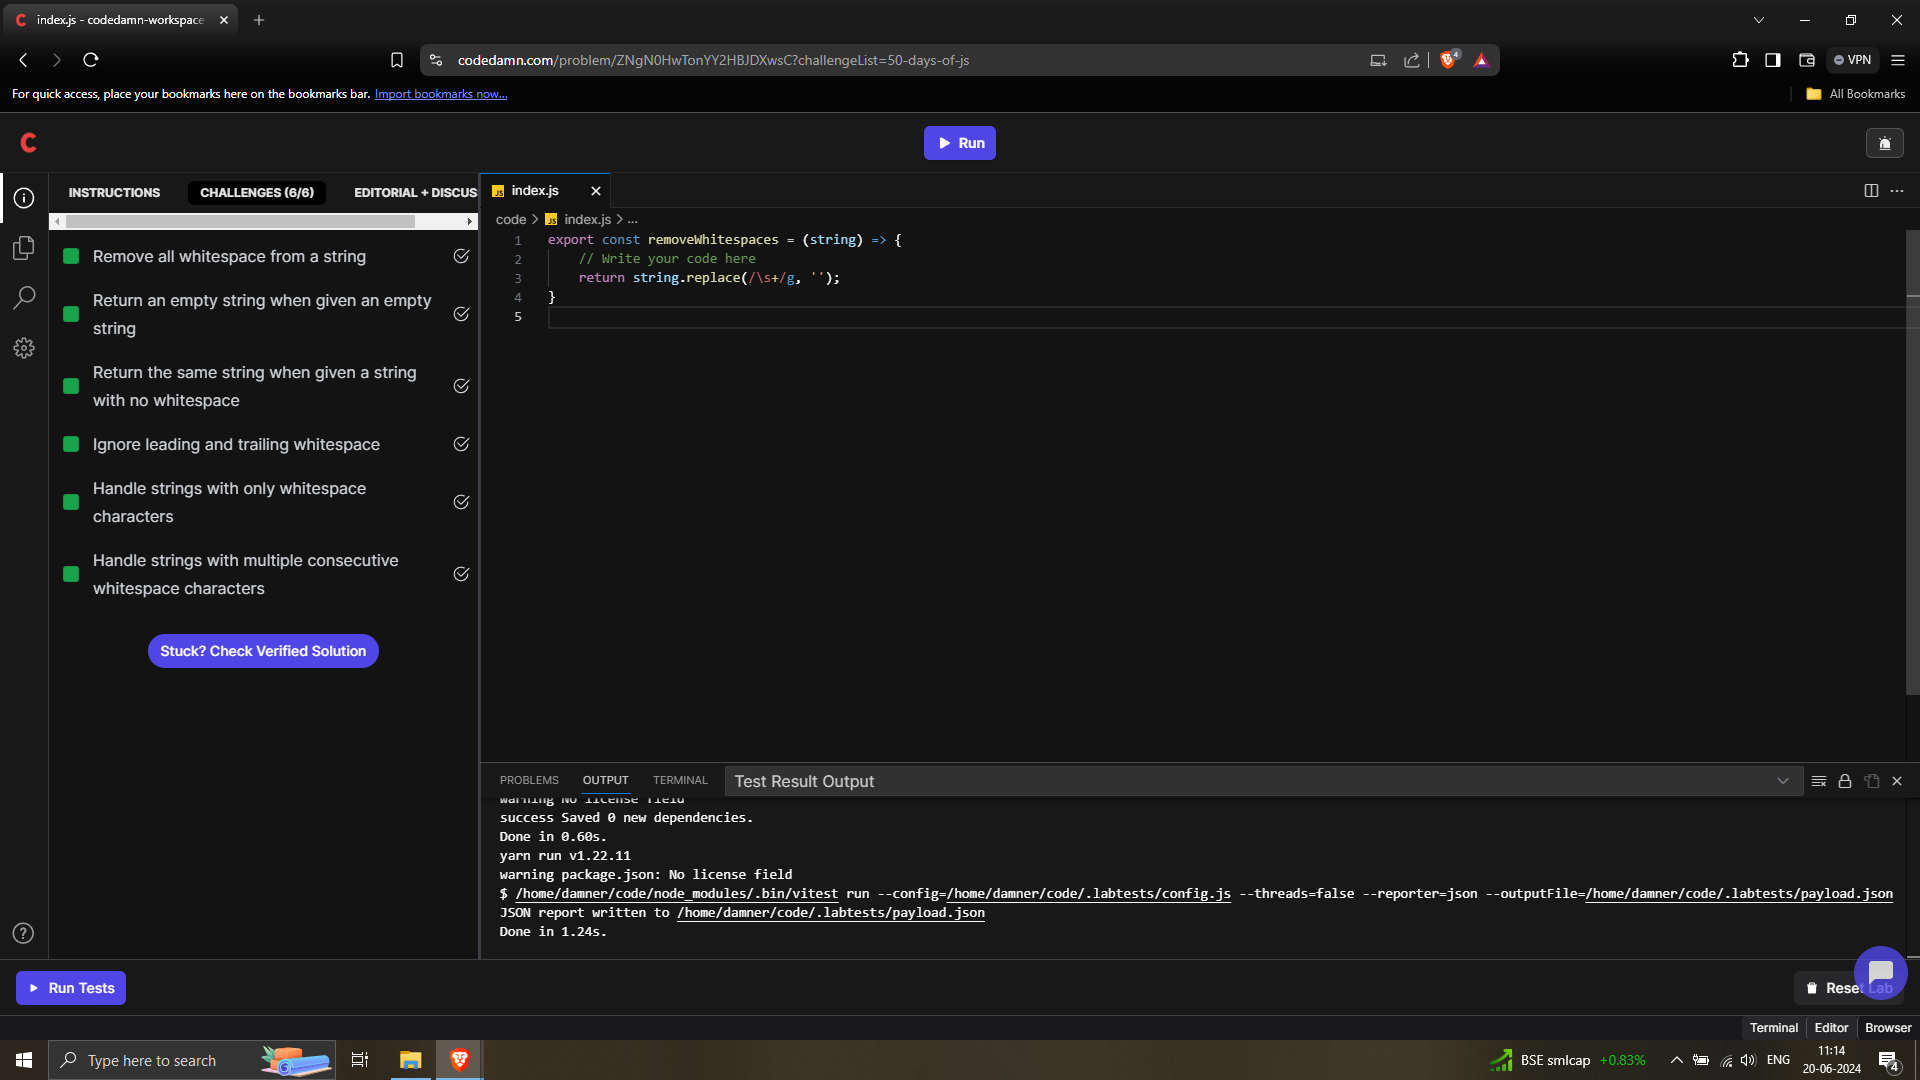 index.js - codedamn-workspace
codedamn.com/problem/ZNgN0HwTonYY2HBJDXwsC?challengeList=50-days-of-js
4
VPN
For quick access, place your bookmarks here on the bookmarks bar. Import bookmarks now...
All Bookmarks
Run
INSTRUCTIONS
CHALLENGES (6/6)
EDITORIAL + DISCUS
Remove all whitespace from a string
Return an empty string when given an empty
string
Return the same string when given a string
with no whitespace
Ignore leading and trailing whitespace
Handle strings with only whitespace
characters
Handle strings with multiple consecutive
whitespace characters
Stuck? Check Verified Solution
JS index.js
code > JS index.js > ...
1 export const removeWhitespaces = (string) => {
2 // Write your code here
3 return string.replace(/\s+/g, '');
4 }
5
PROBLEMS OUTPUT TERMINAL Test Result Output
warning No license field
success Saved 0 new dependencies.
Done in 0.60s.
yarn run v1.22.11
warning package.json: No license field
$ /home/damner/code/node_modules/.bin/vitest run --config=/home/damner/code/.labtests/config.js --threads=false --reporter=json --outputFile=/home/damner/code/.labtests/payload.json
JSON report written to /home/damner/code/.labtests/payload.json
Done in 1.24s.
Run Tests
Reset Lab
Terminal Editor Browser
Type here to search
BSE smlcap +0.83%
ENG
11:14
20-06-2024
4